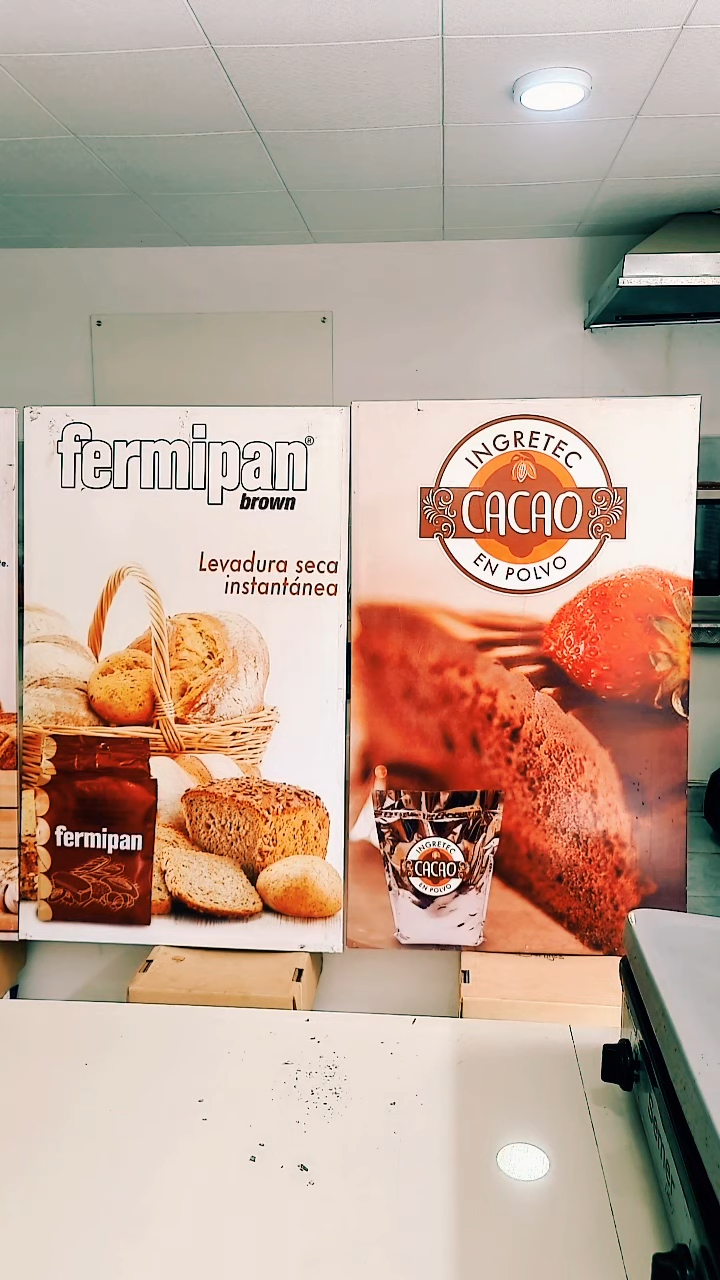 fermipan®
brown
Levadura seca
instantánea
fermipan
INGRETEC
CACAO
EN POLVO
INGRETEC
CACAO
EN POLVO